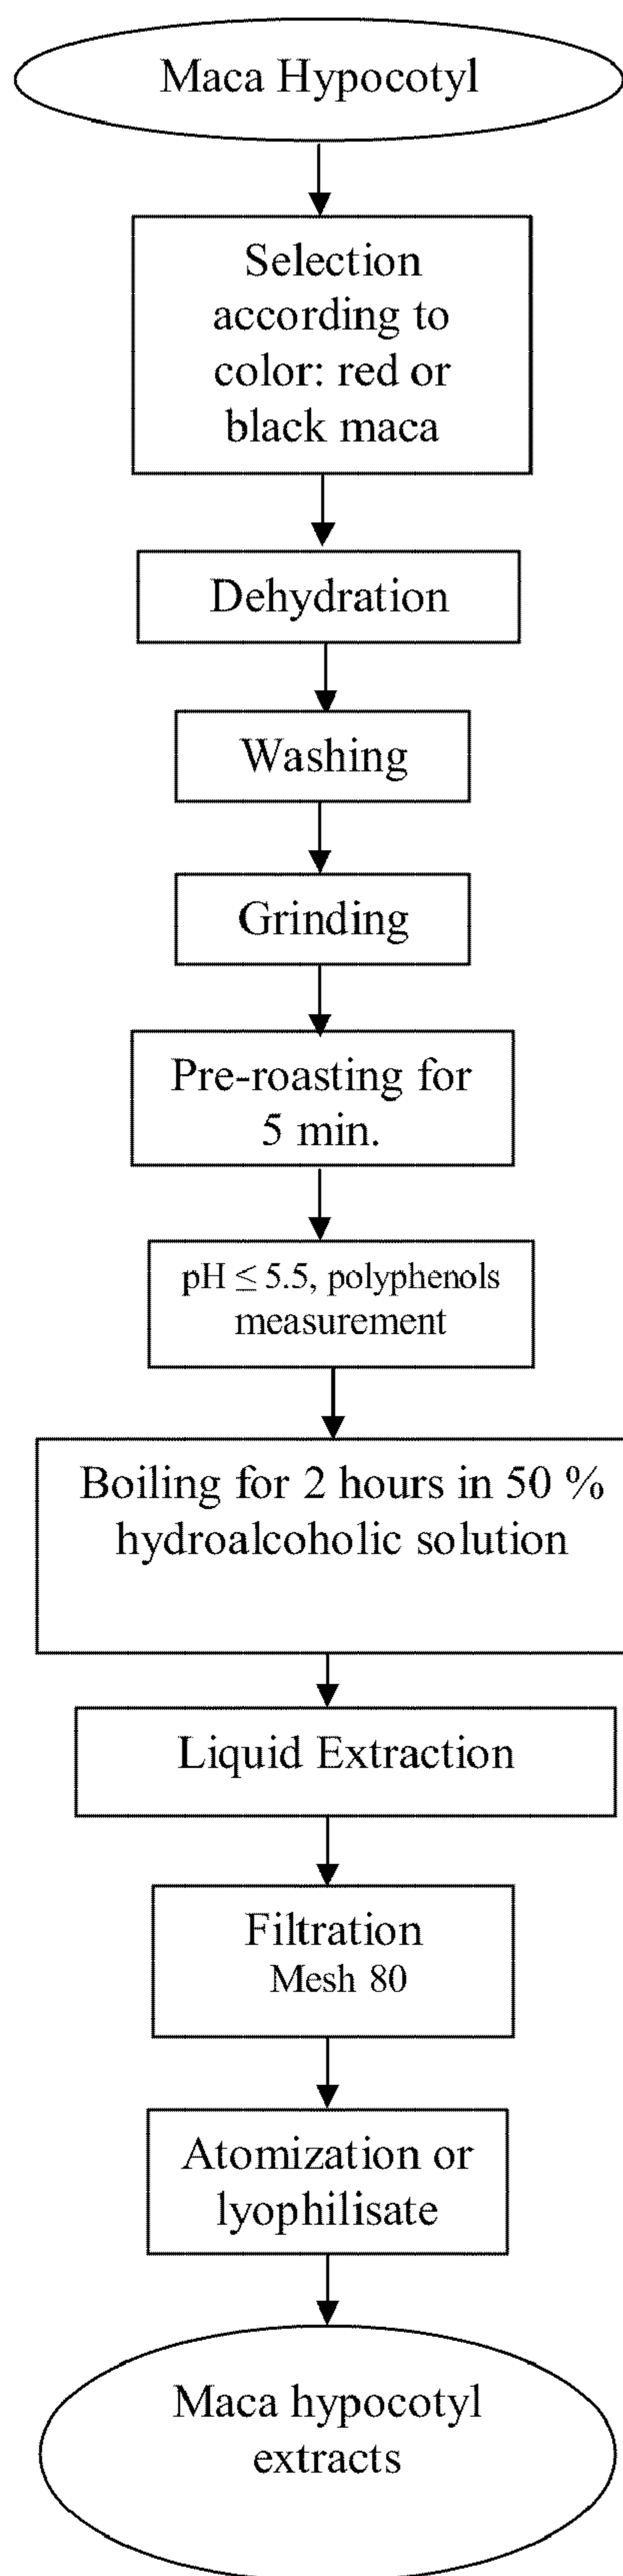 Maca Hypocotyl
Selection
according to
color: red or
black maca
Dehydration
Washing
Grinding
Pre-roasting for
5 min.
pH ≤ 5.5, polyphenols
measurement
Boiling for 2 hours in 50 %
hydroalcoholic solution
Liquid Extraction
Filtration
Mesh 80
Atomization or
lyophilisate
Maca hypocotyl
extracts